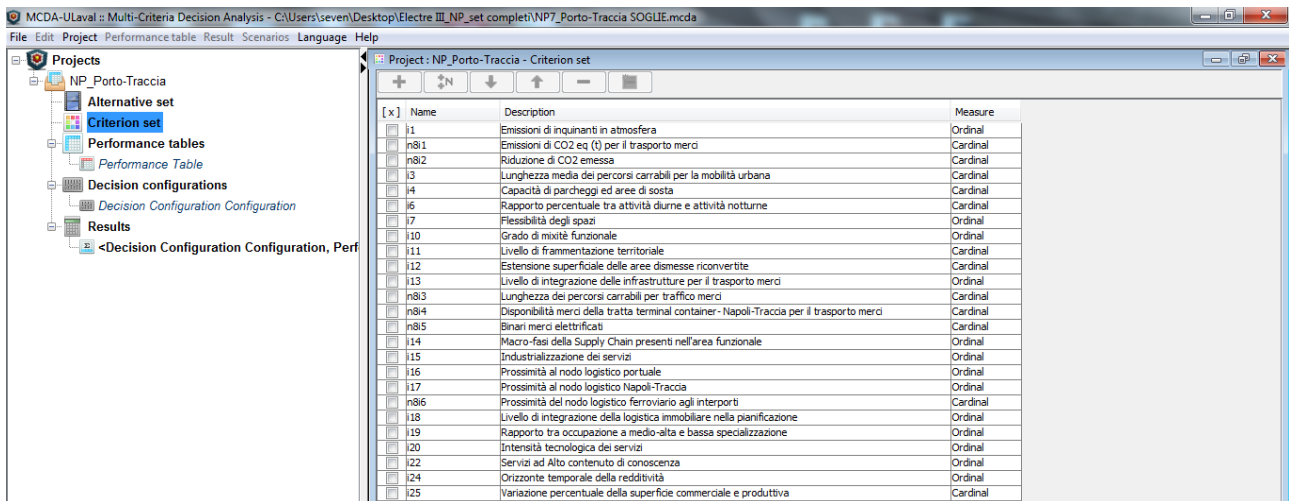 MCDA-ULaval :: Multi-Criteria Decision Analysis - C:\Users\seven\Desktop\Electre III_NP_set completi\NP7_Porto-Traccia SOGLIE.mcda
File Edit Project Performance table Result Scenarios Language Help
Projects
NP_Porto-Traccia
Alternative set
Criterion set
Performance tables
Performance Table
Decision configurations
Decision Configuration Configuration
Results
<Decision Configuration Configuration, Perf
Project : NP_Porto-Traccia - Criterion set
[x] Name Description Measure
i1 Emissioni di inquinanti in atmosfera Ordinal
n8i1 Emissioni di CO2 eq (t) per il trasporto merci Cardinal
n8i2 Riduzione di CO2 emessa Cardinal
i3 Lunghezza media dei percorsi carrabili per la mobilità urbana Cardinal
i4 Capacità di parcheggi ed aree di sosta Cardinal
i6 Rapporto percentuale tra attività diurne e attività notturne Cardinal
i7 Flessibilità degli spazi Ordinal
i10 Grado di mixitè funzionale Ordinal
i11 Livello di frammentazione territoriale Cardinal
i12 Estensione superficiale delle aree dismesse riconvertite Cardinal
i13 Livello di integrazione delle infrastrutture per il trasporto merci Ordinal
n8i3 Lunghezza dei percorsi carrabili per traffico merci Cardinal
n8i4 Disponibilità merci della tratta terminal container- Napoli-Traccia per il trasporto merci Cardinal
n8i5 Binari merci elettrificati Cardinal
i14 Macro-fasi della Supply Chain presenti nell'area funzionale Ordinal
i15 Industrializzazione dei servizi Ordinal
i16 Prossimità al nodo logistico portuale Ordinal
i17 Prossimità al nodo logistico Napoli-Traccia Ordinal
n8i6 Prossimità del nodo logistico ferroviario agli interporti Cardinal
i18 Livello di integrazione della logistica immobiliare nella pianificazione Ordinal
i19 Rapporto tra occupazione a medio-alta e bassa specializzazione Ordinal
i20 Intensità tecnologica dei servizi Ordinal
i22 Servizi ad Alto contenuto di conoscenza Ordinal
i24 Orizzonte temporale della redditività Ordinal
i25 Variazione percentuale della superficie commerciale e produttiva Cardinal